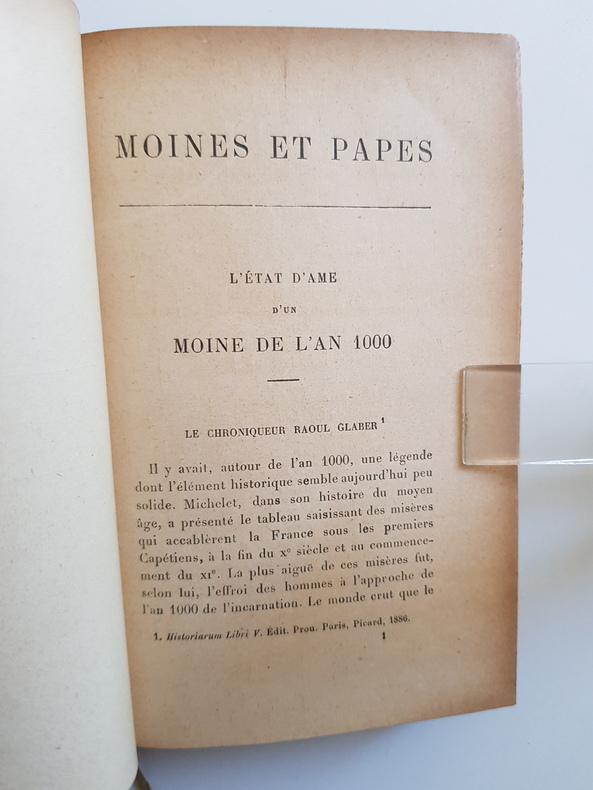 MOINES ET PAPES
L'ÉTAT D'AME
D'UN
MOINE DE L'AN 1000
LE CHRONIQUEUR RAOUL GLABER¹
Il y avait, autour de l'an 1000, une légende
dont l'élément historique semble aujourd'hui peu
solide. Michelet, dans son histoire du moyen
âge, a présenté le tableau saisissant des misères
qui accablèrent la France sous les premiers
Capétiens, à la fin du xᵉ siècle et au commence-
ment du xiᵉ. La plus aiguë de ces misères fut,
selon lui, l'effroi des hommes à l'approche de
l'an 1000 de l'incarnation. Le monde crut que le
1. Historiarum Libri V. Édit. Prou. Paris, Picard, 1886.
1